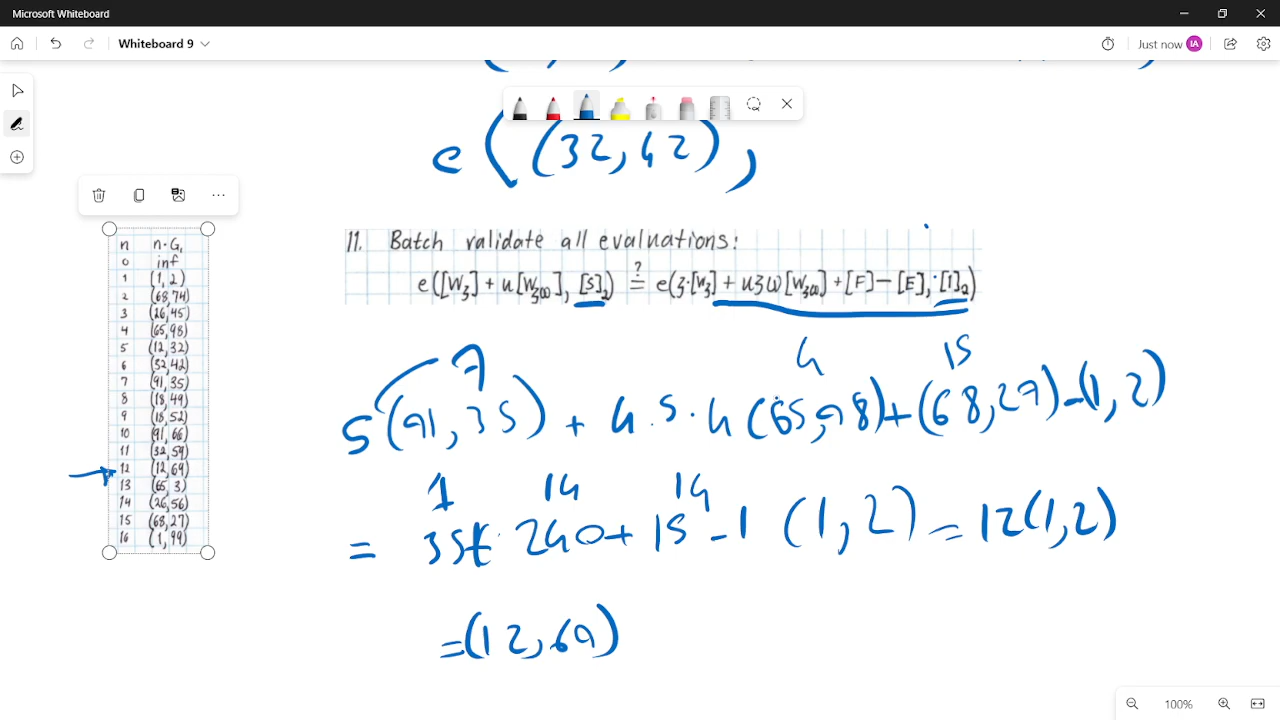 Microsoft Whiteboard
Whiteboard 9
Just now IA
e((32,42),
11. Batch validate all evaluations:
e([W₃] + u[W₃ω], [S]₂) ≟ e(z·[W₃] + uzω[W₃ω] + [F] − [E], ·[1]₂)
7 4 15
5(91,35) + 4.5.4(65,98)+(68,27)-(1,2)
1 14 14
= 35+ 240+ 15 -1 (1,2) = 12(1,2)
=(12,69)
n n·G₁
0 inf
1 (1,2)
2 (68,74)
3 (26,45)
4 (65,98)
5 (12,32)
6 (32,42)
7 (91,35)
8 (18,49)
9 (18,52)
10 (91,66)
11 (32,59)
12 (12,69)
13 (65,3)
14 (26,56)
15 (68,27)
16 (1,99)
100%